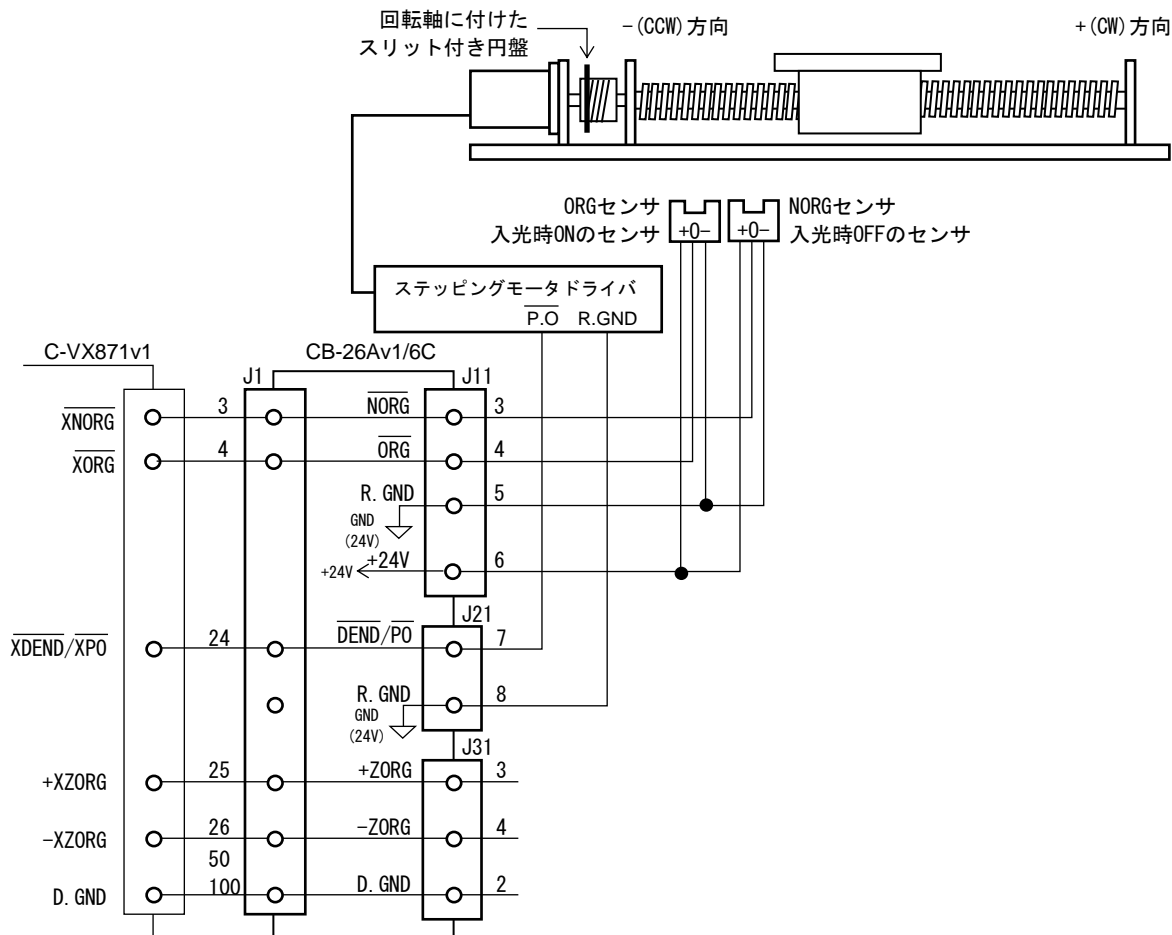 回転軸に付けた
スリット付き円盤
-(CCW)方向
+(CW)方向
ORGセンサ
入光時ONのセンサ
+O-
+O-
NORGセンサ
入光時OFFのセンサ
ステッピングモータドライバ
P.O R.GND
C-VX871v1
CB-26Av1/6C
J1
J11
XNORG
3
NORG
3
XORG
4
ORG
4
R.GND
5
GND
(24V)
+24V
+24V
6
J21
XDEND/XPO
24
DEND/PO
7
R.GND
8
GND
(24V)
J31
+XZORG
25
+ZORG
3
-XZORG
26
-ZORG
4
50
D.GND
100
D.GND
2